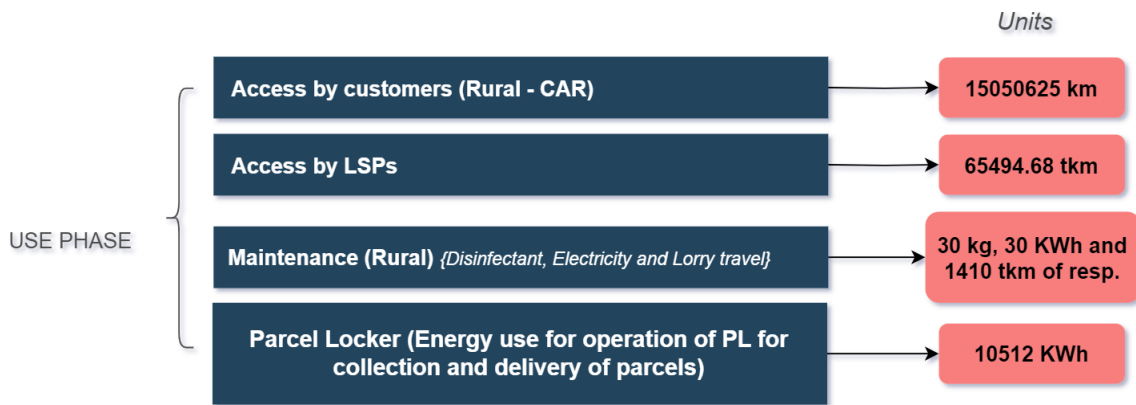 Units
Access by customers (Rural - CAR)
15050625 km
Access by LSPs
65494.68 tkm
USE PHASE
Maintenance (Rural) {Disinfectant, Electricity and Lorry travel}
30 kg, 30 KWh and
1410 tkm of resp.
Parcel Locker (Energy use for operation of PL for
collection and delivery of parcels)
10512 KWh